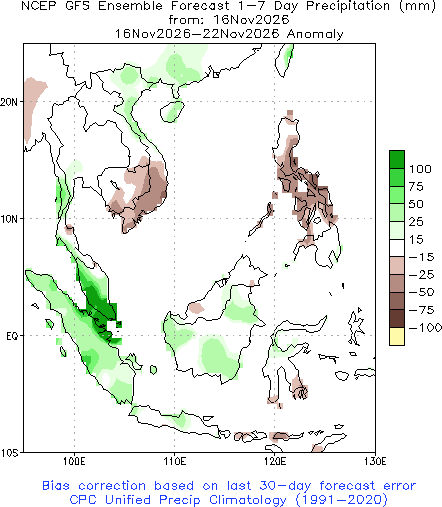 NCEP GFS Ensemble Forecast 1−7 Day Precipitation (mm)
from: 16Nov2026
16Nov2026−22Nov2026 Anomaly
20N
10N
EQ
10S
100E 110E 120E 130E
100
75
50
25
15
−15
−25
−50
−75
−100
Bias correction based on last 30−day forecast error
CPC Unified Precip Climatology (1991−2020)